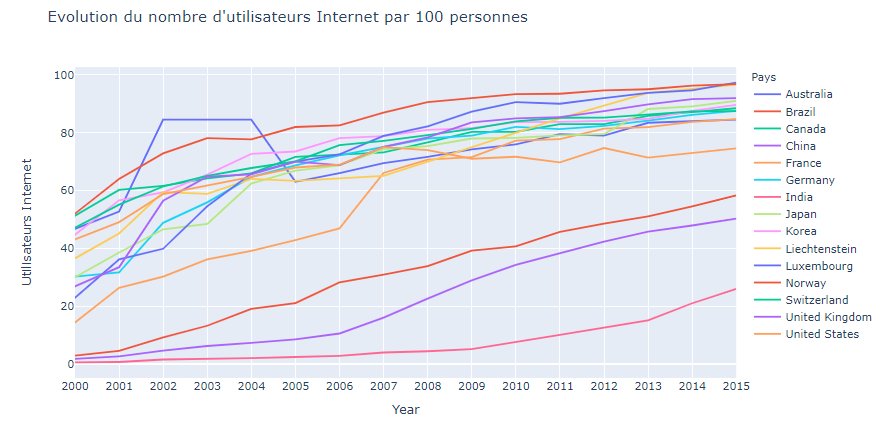 Evolution du nombre d'utilisateurs Internet par 100 personnes
Utilisateurs Internet
100
80
60
40
20
0
2000 2001 2002 2003 2004 2005 2006 2007 2008 2009 2010 2011 2012 2013 2014 2015
Year
Pays
Australia
Brazil
Canada
China
France
Germany
India
Japan
Korea
Liechtenstein
Luxembourg
Norway
Switzerland
United Kingdom
United States